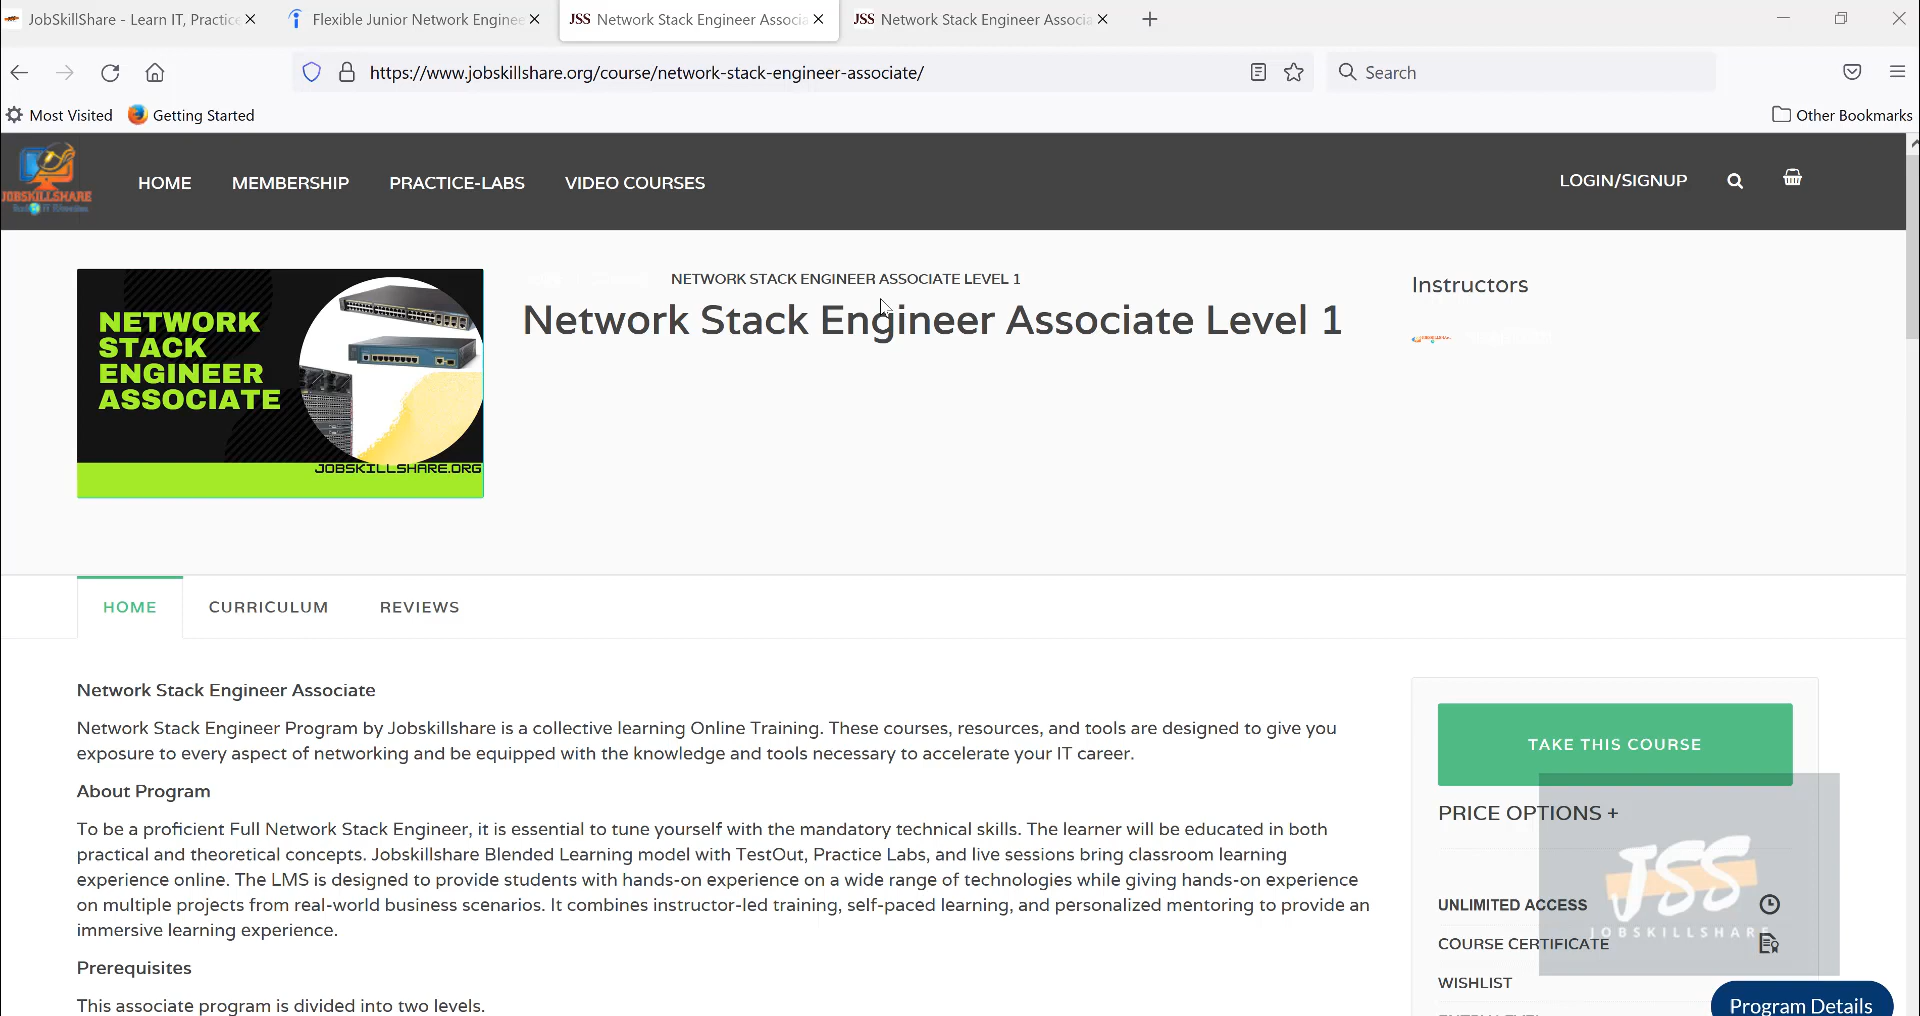 JobSkillShare - Learn IT, Practice
Flexible Junior Network Enginee
JSS Network Stack Engineer Associa
JSS Network Stack Engineer Associa
https://www.jobskillshare.org/course/network-stack-engineer-associate/
Search
Most Visited
Getting Started
Other Bookmarks
JOBSKILLSHARE
HOME
MEMBERSHIP
PRACTICE-LABS
VIDEO COURSES
LOGIN/SIGNUP
NETWORK
STACK
ENGINEER
ASSOCIATE
JOBSKILLSHARE.ORG
NETWORK STACK ENGINEER ASSOCIATE LEVEL 1
Network Stack Engineer Associate Level 1
Instructors
HOME
CURRICULUM
REVIEWS
Network Stack Engineer Associate
Network Stack Engineer Program by Jobskillshare is a collective learning Online Training. These courses, resources, and tools are designed to give you
exposure to every aspect of networking and be equipped with the knowledge and tools necessary to accelerate your IT career.
About Program
To be a proficient Full Network Stack Engineer, it is essential to tune yourself with the mandatory technical skills. The learner will be educated in both
practical and theoretical concepts. Jobskillshare Blended Learning model with TestOut, Practice Labs, and live sessions bring classroom learning
experience online. The LMS is designed to provide students with hands-on experience on a wide range of technologies while giving hands-on experience
on multiple projects from real-world business scenarios. It combines instructor-led training, self-paced learning, and personalized mentoring to provide an
immersive learning experience.
Prerequisites
This associate program is divided into two levels.
TAKE THIS COURSE
PRICE OPTIONS +
UNLIMITED ACCESS
COURSE CERTIFICATE
WISHLIST
JSS
JOBSKILLSHARE
Program Details